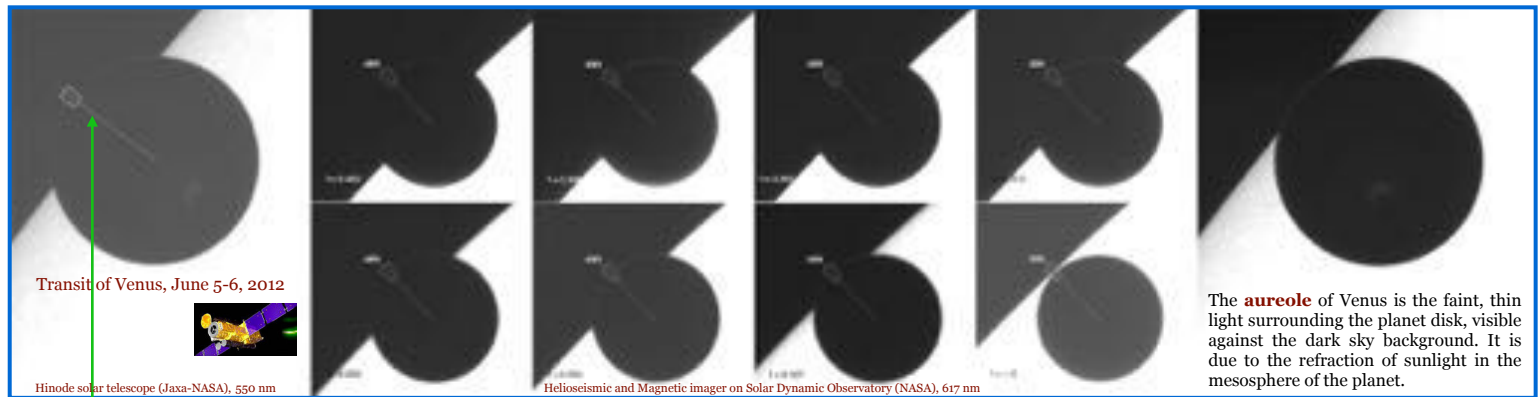 Transit of Venus, June 5-6, 2012
Hinode solar telescope (Jaxa-NASA), 550 nm
Helioseismic and Magnetic imager on Solar Dynamic Observatory (NASA), 617 nm
The aureole of Venus is the faint, thin
light surrounding the planet disk, visible
against the dark sky background. It is
due to the refraction of sunlight in the
mesosphere of the planet.